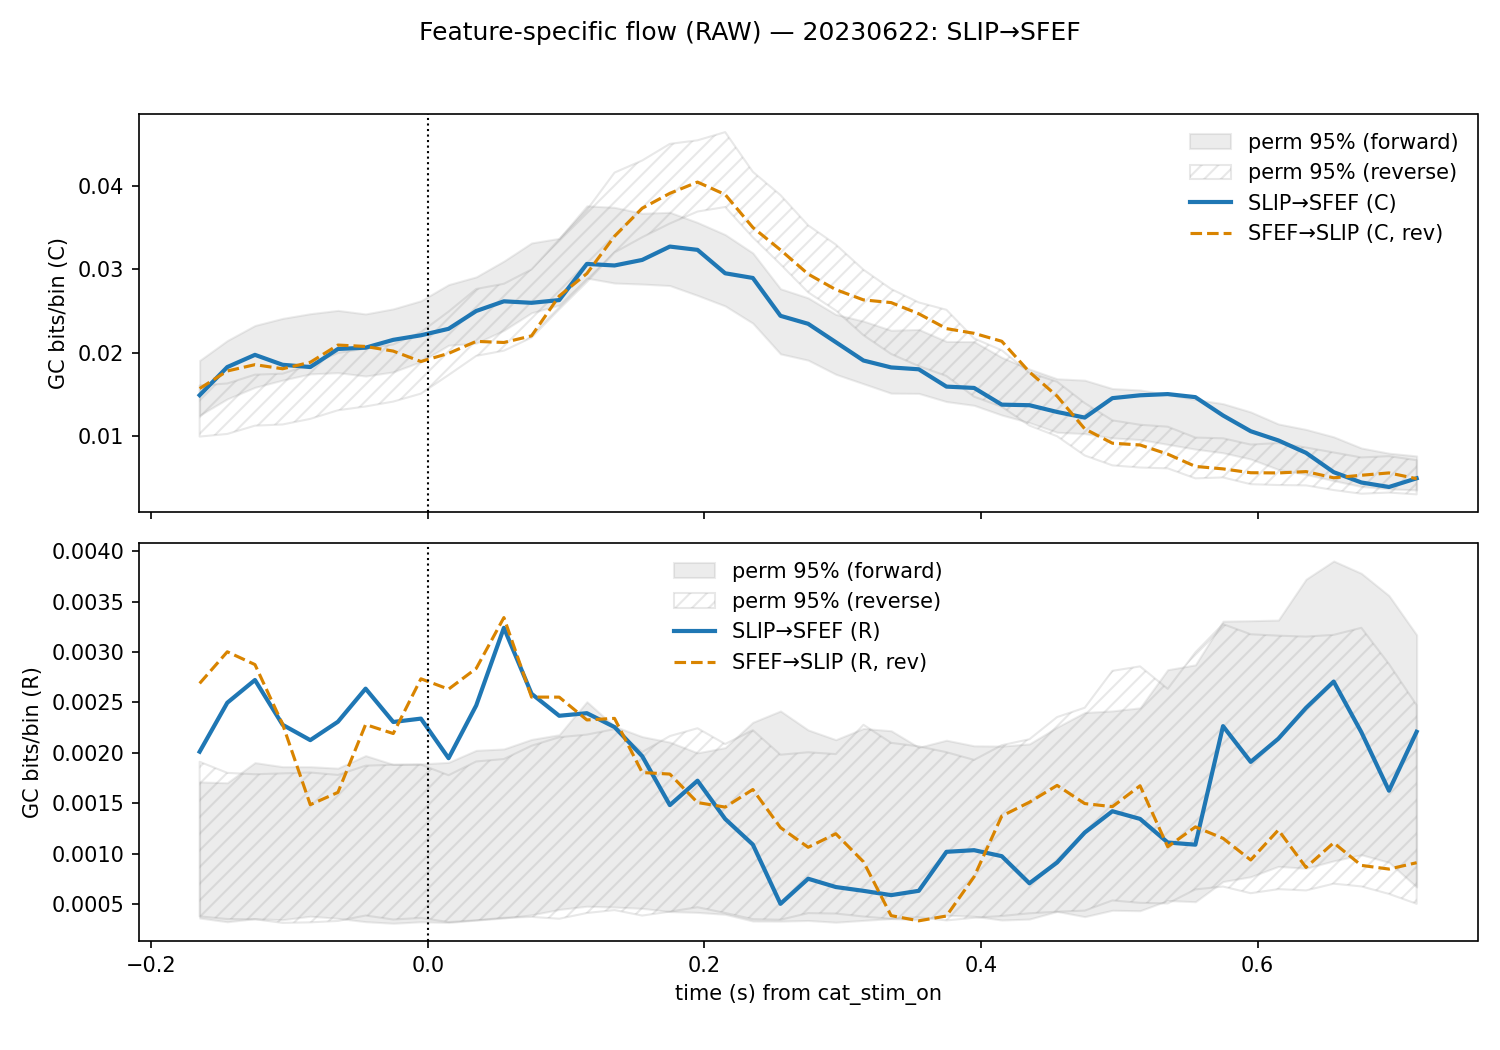 Feature-specific flow (RAW) — 20230622: SLIP→SFEF
GC bits/bin (C)
0.04
0.03
0.02
0.01
perm 95% (forward)
perm 95% (reverse)
SLIP→SFEF (C)
SFEF→SLIP (C, rev)
GC bits/bin (R)
0.0040
0.0035
0.0030
0.0025
0.0020
0.0015
0.0010
0.0005
perm 95% (forward)
perm 95% (reverse)
SLIP→SFEF (R)
SFEF→SLIP (R, rev)
−0.2 0.0 0.2 0.4 0.6
time (s) from cat_stim_on